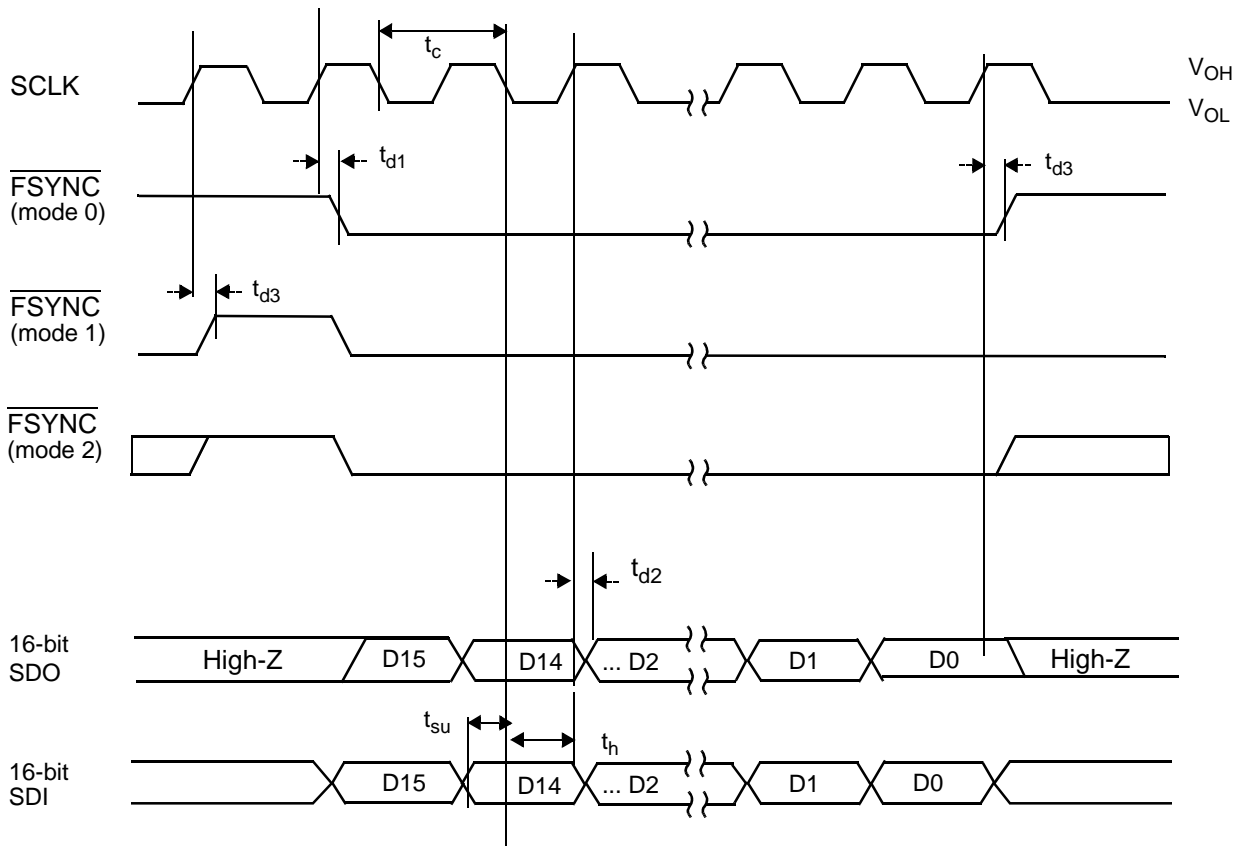 t_c
SCLK
V_OH
V_OL
t_d1
t_d3
FSYNC
(mode 0)
t_d3
FSYNC
(mode 1)
FSYNC
(mode 2)
t_d2
16-bit
SDO
High-Z D15 D14 ... D2 D1 D0 High-Z
t_su
t_h
16-bit
SDI
D15 D14 ... D2 D1 D0